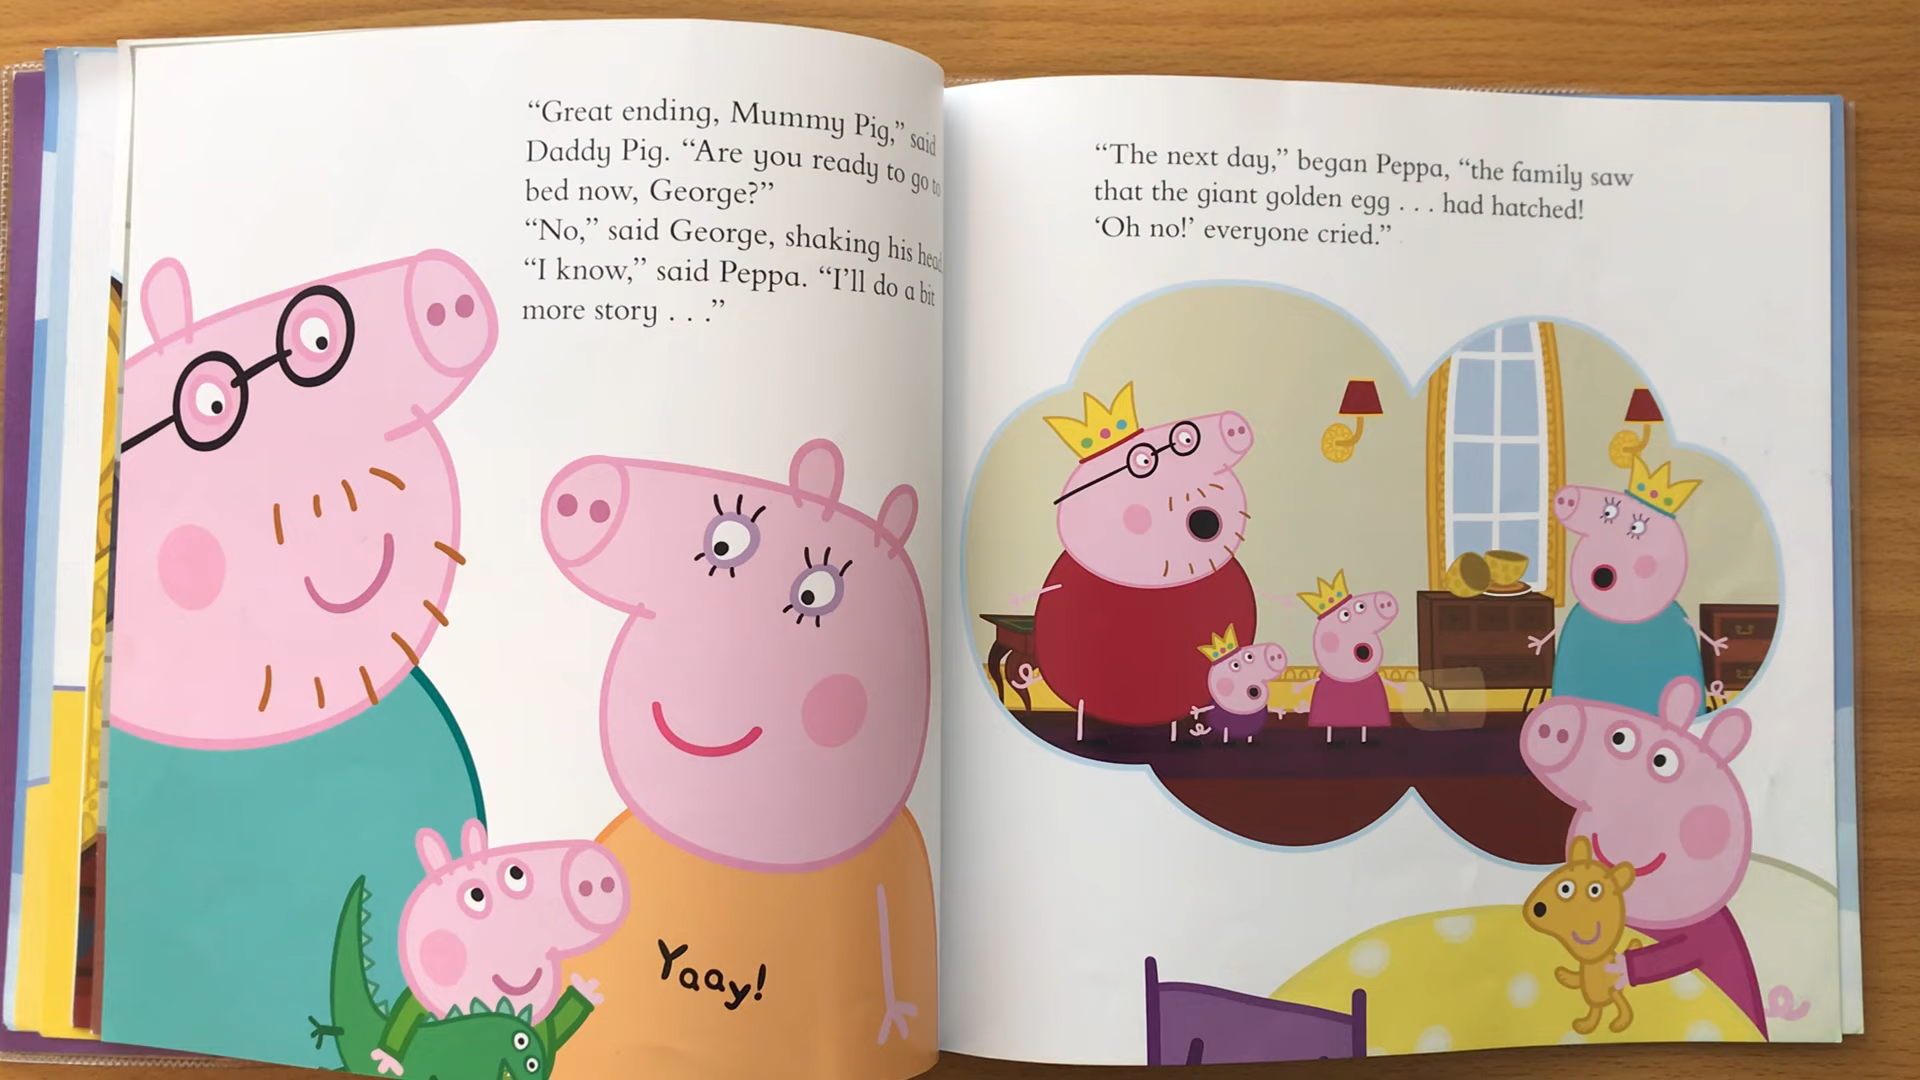 “Great ending, Mummy Pig,” said
Daddy Pig. “Are you ready to go to
bed now, George?”
“No,” said George, shaking his head.
“I know,” said Peppa. “I’ll do a bit
more story . . .”
Yaay!
“The next day,” began Peppa, “the family saw
that the giant golden egg . . . had hatched!
‘Oh no!’ everyone cried.”